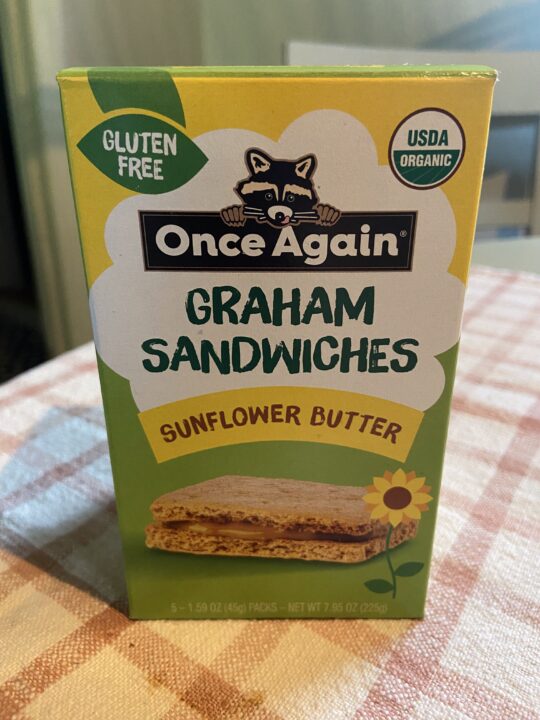 GLUTEN
FREE
USDA
ORGANIC
Once Again®
GRAHAM
SANDWICHES
SUNFLOWER BUTTER
5 – 1.59 OZ (45g) PACKS – NET WT 7.95 OZ (225g)